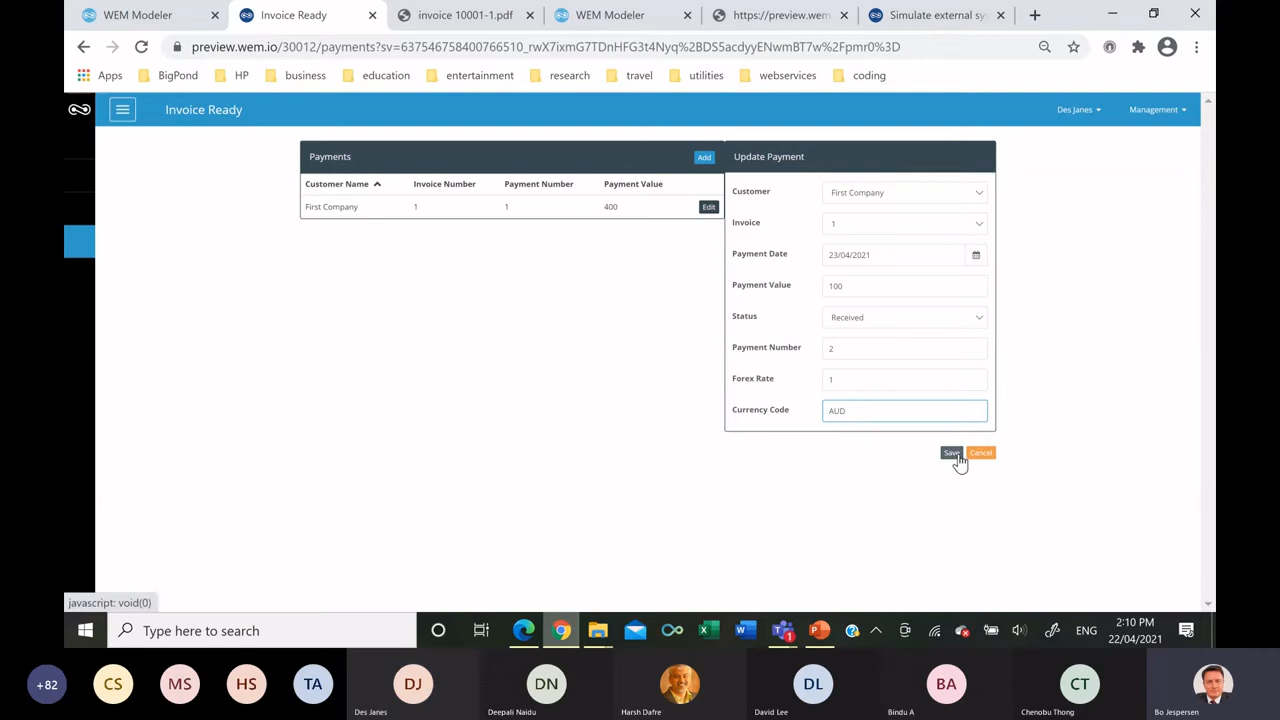 WEM Modeler
Invoice Ready
invoice 10001-1.pdf
WEM Modeler
https://preview.wem
Simulate external sy
preview.wem.io/30012/payments?sv=637546758400766510_rwX7ixmG7TDnHFG3t4Nyq%2BDS5acdyyENwmBT7w%2Fpmr0%3D
Apps
BigPond
HP
business
education
entertainment
research
travel
utilities
webservices
coding
Invoice Ready
Des Janes
Management
Payments
Add
Customer Name
Invoice Number
Payment Number
Payment Value
First Company
1
1
400
Edit
Update Payment
Customer
First Company
Invoice
1
Payment Date
23/04/2021
Payment Value
100
Status
Received
Payment Number
2
Forex Rate
1
Currency Code
AUD
Save
Cancel
javascript: void(0)
Type here to search
1
ENG
2:10 PM
22/04/2021
+82
CS
MS
HS
TA
DJ
Des Janes
DN
Deepali Naidu
Harsh Dafre
DL
David Lee
BA
Bindu A
CT
Chenobu Thong
Bo Jespersen